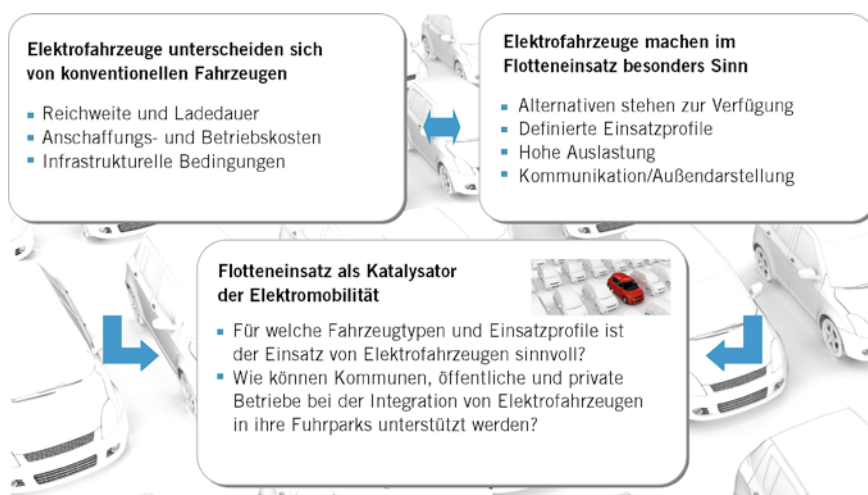 Elektrofahrzeuge unterscheiden sich
von konventionellen Fahrzeugen
Reichweite und Ladedauer
Anschaffungs- und Betriebskosten
Infrastrukturelle Bedingungen
Elektrofahrzeuge machen im
Flotteneinsatz besonders Sinn
Alternativen stehen zur Verfügung
Definierte Einsatzprofile
Hohe Auslastung
Kommunikation/Außendarstellung
Flotteneinsatz als Katalysator
der Elektromobilität
Für welche Fahrzeugtypen und Einsatzprofile ist
der Einsatz von Elektrofahrzeugen sinnvoll?
Wie können Kommunen, öffentliche und private
Betriebe bei der Integration von Elektrofahrzeugen
in ihre Fuhrparks unterstützt werden?